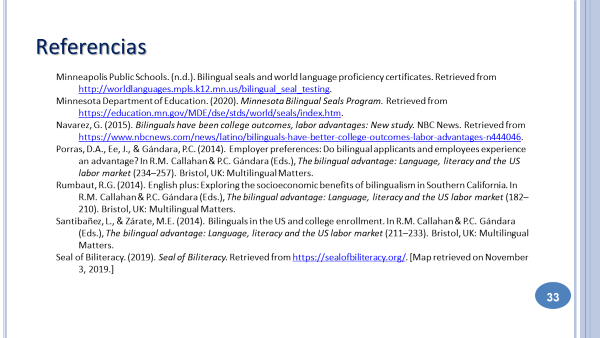 Referencias
Minneapolis Public Schools. (n.d.). Bilingual seals and world language proficiency certificates. Retrieved from
http://worldlanguages.mpls.k12.mn.us/bilingual_seal_testing.
Minnesota Department of Education. (2020). Minnesota Bilingual Seals Program. Retrieved from
https://education.mn.gov/MDE/dse/stds/world/seals/index.htm.
Navarez, G. (2015). Bilinguals have been college outcomes, labor advantages: New study. NBC News. Retrieved from
https://www.nbcnews.com/news/latino/bilinguals-have-better-college-outcomes-labor-advantages-n444046.
Porras, D.A., Ee, J., & Gándara, P.C. (2014). Employer preferences: Do bilingual applicants and employees experience
an advantage? In R.M. Callahan & P.C. Gándara (Eds.), The bilingual advantage: Language, literacy and the US
labor market (234–257). Bristol, UK: Multilingual Matters.
Rumbaut, R.G. (2014). English plus: Exploring the socioeconomic benefits of bilingualism in Southern California. In
R.M. Callahan & P.C. Gándara (Eds.), The bilingual advantage: Language, literacy and the US labor market (182–
210). Bristol, UK: Multilingual Matters.
Santibañez, L., & Zárate, M.E. (2014). Bilinguals in the US and college enrollment. In R.M. Callahan & P.C. Gándara
(Eds.), The bilingual advantage: Language, literacy and the US labor market (211–233). Bristol, UK: Multilingual
Matters.
Seal of Biliteracy. (2019). Seal of Biliteracy. Retrieved from https://sealofbiliteracy.org/. [Map retrieved on November
3, 2019.]
33